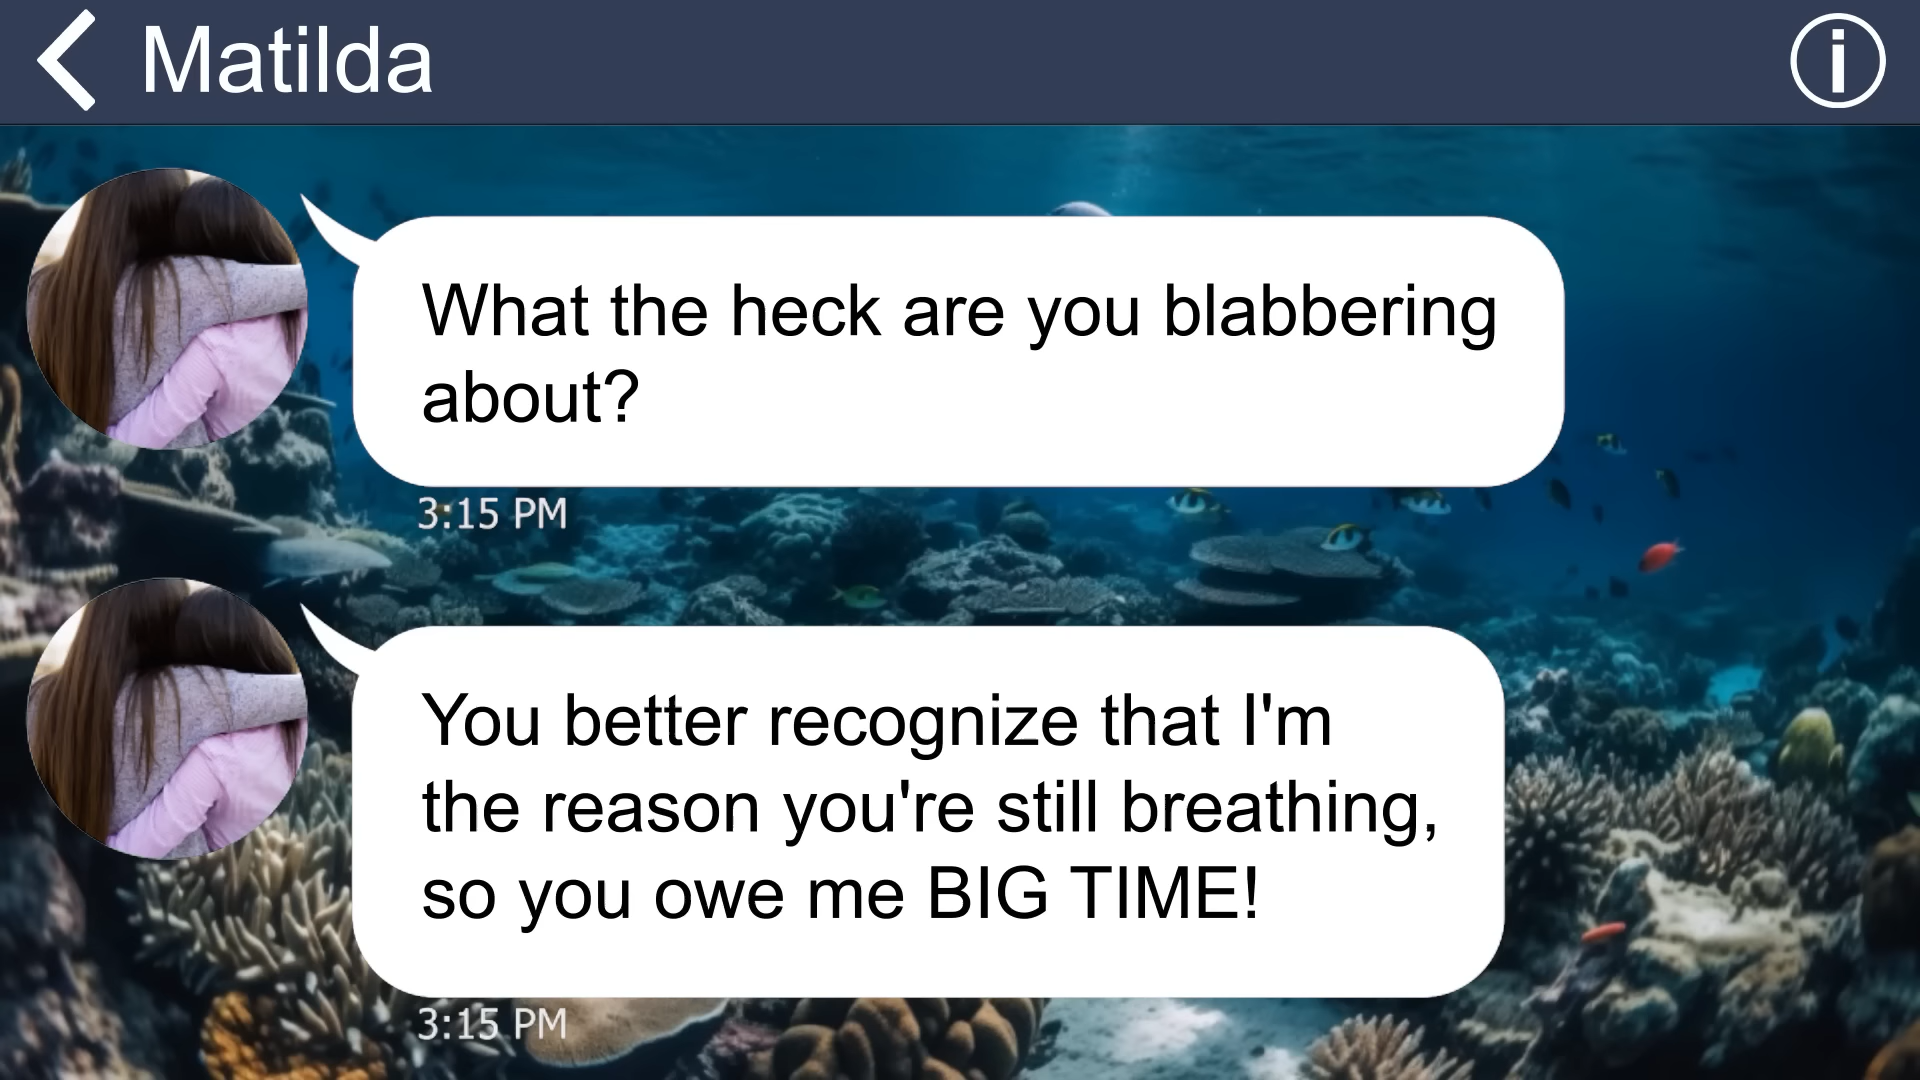 Matilda
What the heck are you blabbering
about?
3:15 PM
You better recognize that I'm
the reason you're still breathing,
so you owe me BIG TIME!
3:15 PM